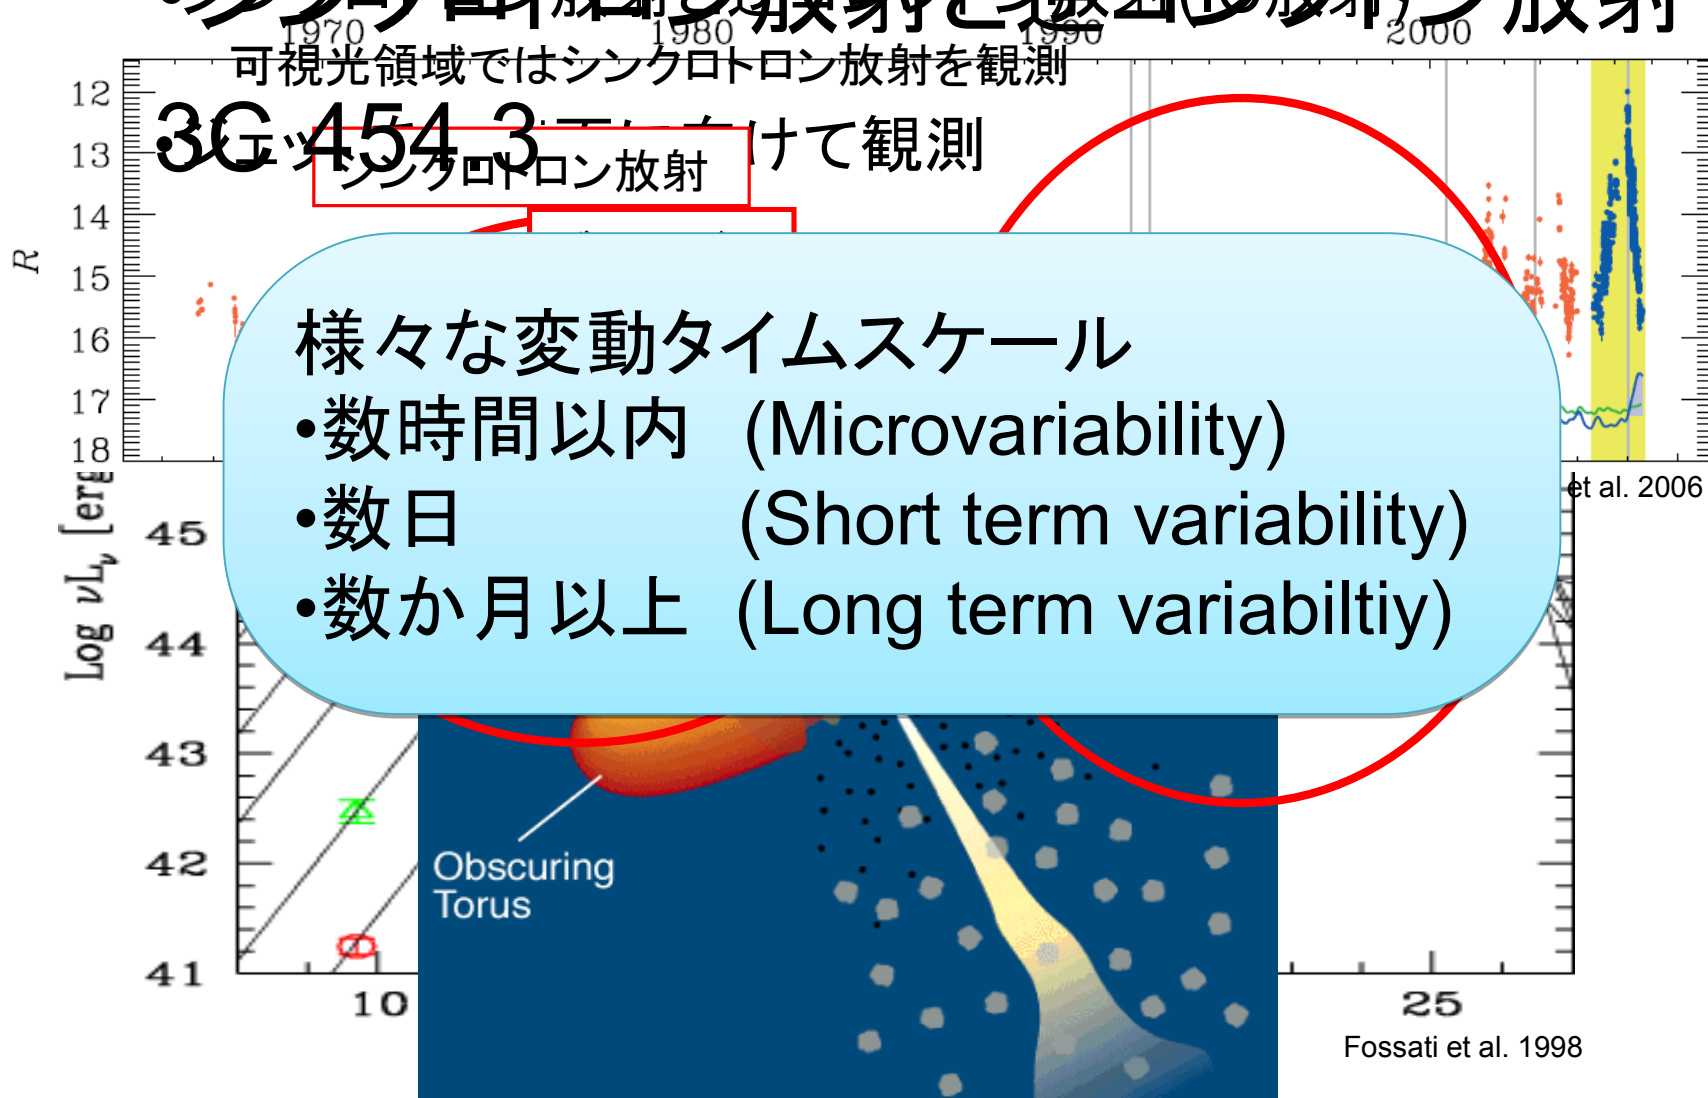 1970 1980 1990 2000
可視光領域ではシンクロトロン放射を観測
3C 454.3
けて観測
シンクロトロン放射
12
13
14
R
15
16
17
18
様々な変動タイムスケール
•数時間以内 (Microvariability)
•数日 (Short term variability)
•数か月以上 (Long term variabiltiy)
et al. 2006
Log νLν [erg
45
44
43
42
41
Obscuring
Torus
10 25
Fossati et al. 1998